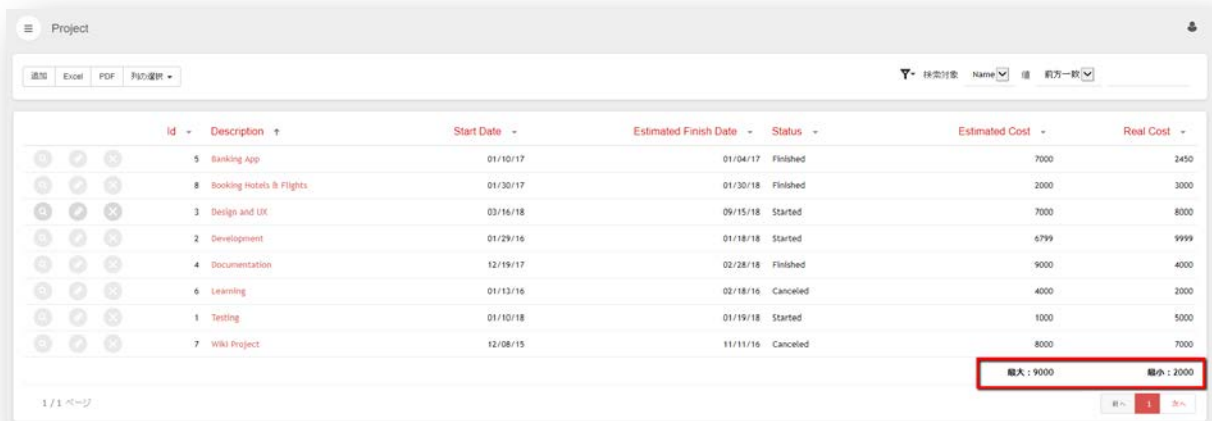 Project
追加 Excel PDF 列の選択
検索対象 Name 値 前方一致
Id Description Start Date Estimated Finish Date Status Estimated Cost Real Cost
5 Banking App 01/10/17 01/04/17 Finished 7000 2450
8 Booking Hotels & Flights 01/30/17 01/30/18 Finished 2000 3000
3 Design and UX 03/16/18 09/15/18 Started 7000 8000
2 Development 01/29/16 01/18/18 Started 6799 9999
4 Documentation 12/19/17 02/28/18 Finished 9000 4000
6 Learning 01/13/16 02/18/16 Canceled 4000 2000
1 Testing 01/10/18 01/19/18 Started 1000 5000
7 Wiki Project 12/08/15 11/11/16 Canceled 8000 7000
最大 : 9000 最小 : 2000
1 / 1 ページ
前へ 1 次へ